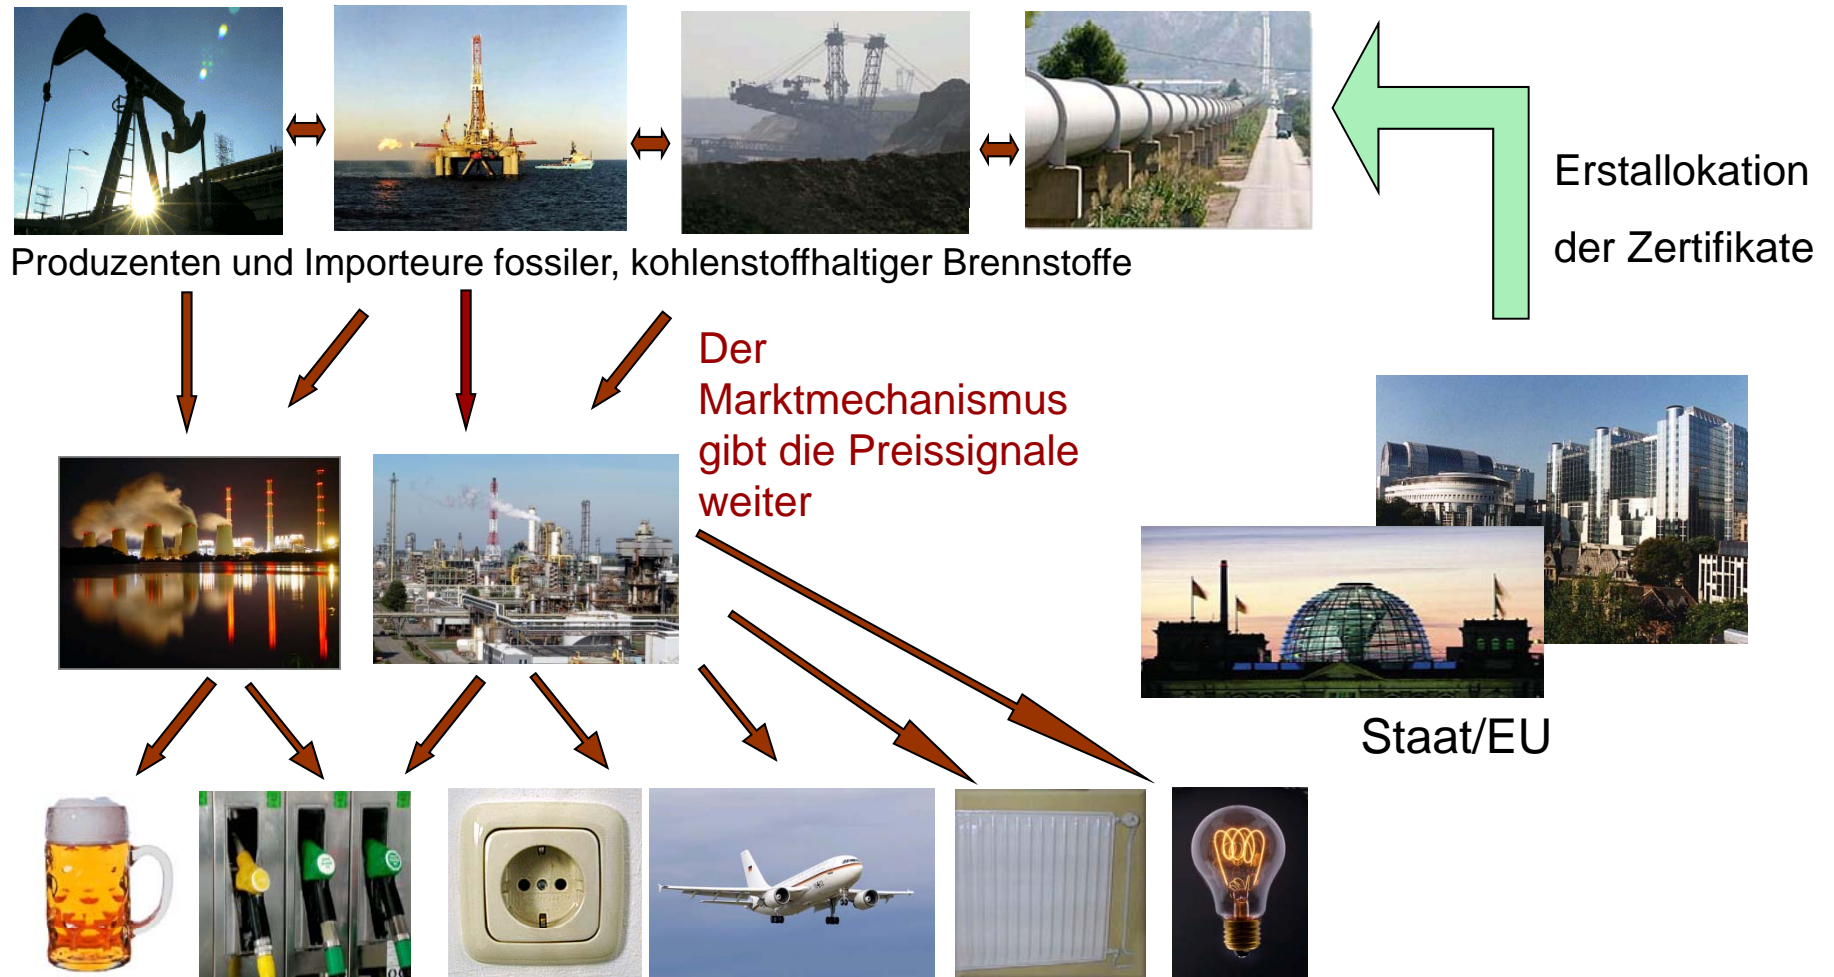 Erstallokation
der Zertifikate
Produzenten und Importeure fossiler, kohlenstoffhaltiger Brennstoffe
Der
Marktmechanismus
gibt die Preissignale
weiter
Staat/EU